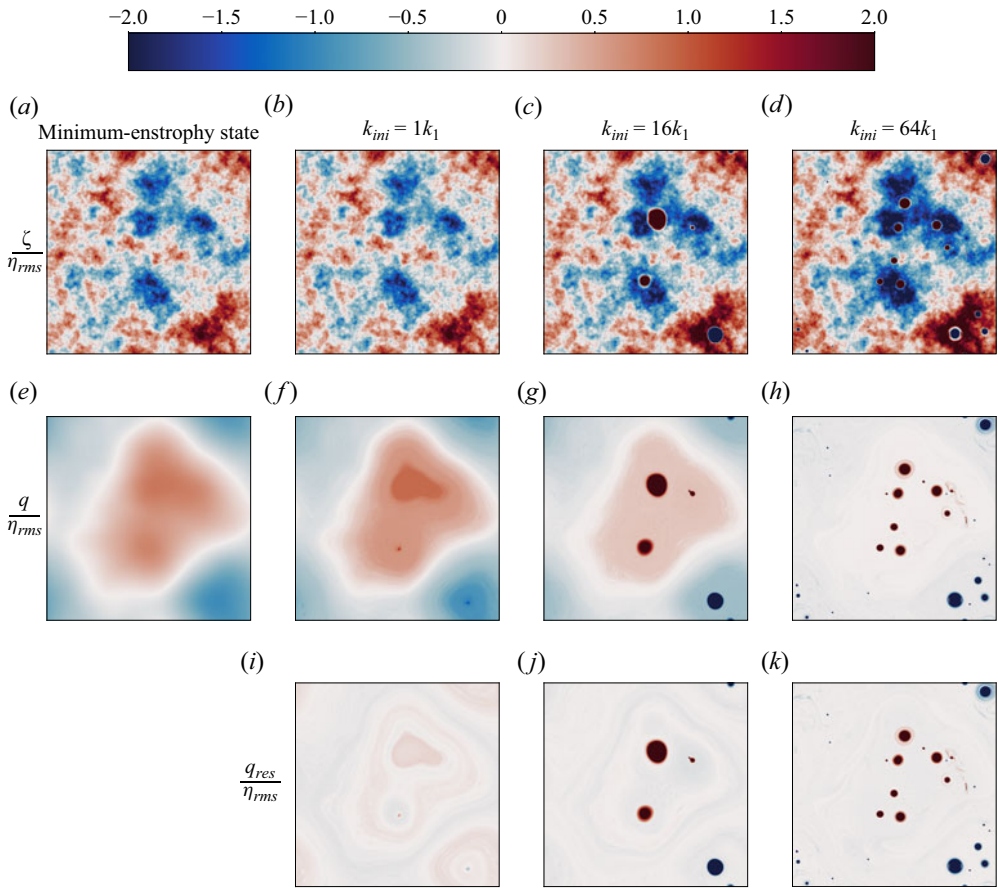 −2.0 −1.5 −1.0 −0.5 0 0.5 1.0 1.5 2.0
(a) (b) (c) (d)
Minimum-enstrophy state k_ini = 1k_1 k_ini = 16k_1 k_ini = 64k_1
ζ
η_rms
(e) (f) (g) (h)
q
η_rms
(i) (j) (k)
q_res
η_rms